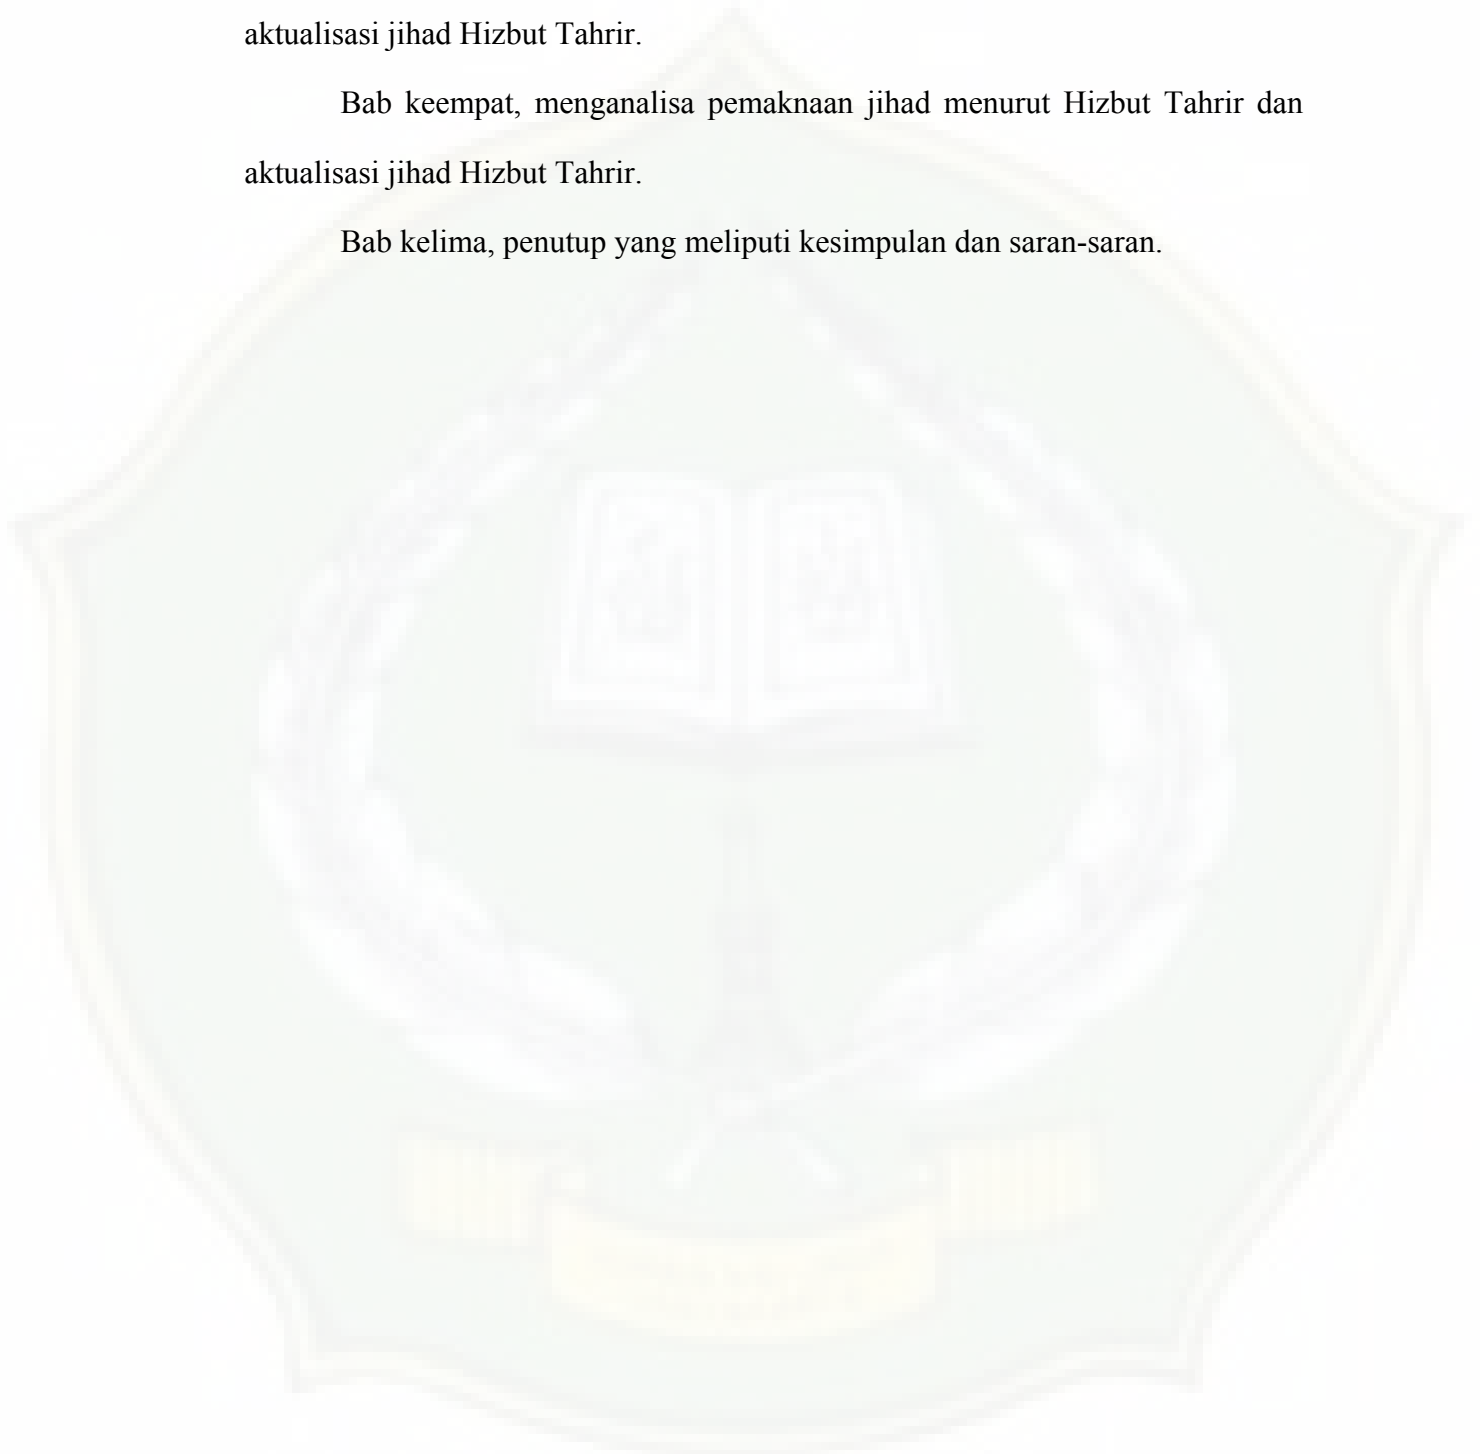 aktualisasi jihad Hizbut Tahrir.
Bab keempat, menganalisa pemaknaan jihad menurut Hizbut Tahrir dan
aktualisasi jihad Hizbut Tahrir.
Bab kelima, penutup yang meliputi kesimpulan dan saran-saran.